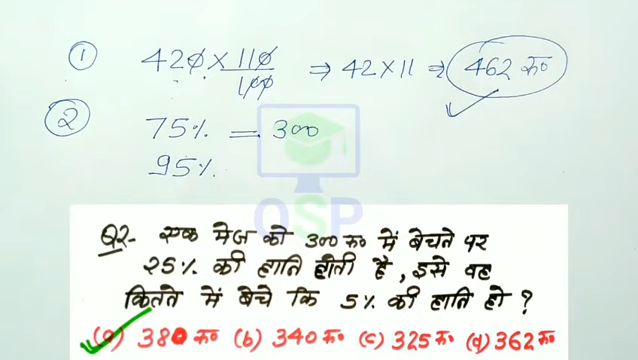 ① 420 × 110/100 ⇒ 42 × 11 ⇒ 462 रू०
② 75% = 300
95%
QSP
Q2- एक मेज को 300 रू० में बेचने पर
25% की हानि होती है, इसे वह
कितने में बेचे कि 5% की हानि हो ?
(a) 380 रू० (b) 340 रू० (c) 325 रू० (d) 362 रू०